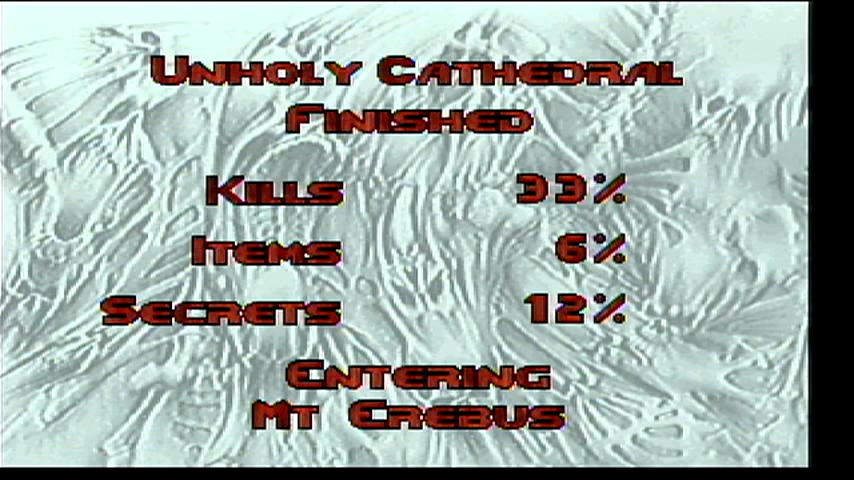 Unholy Cathedral
Finished
Kills 33%
Items 6%
Secrets 12%
Entering
Mt Erebus